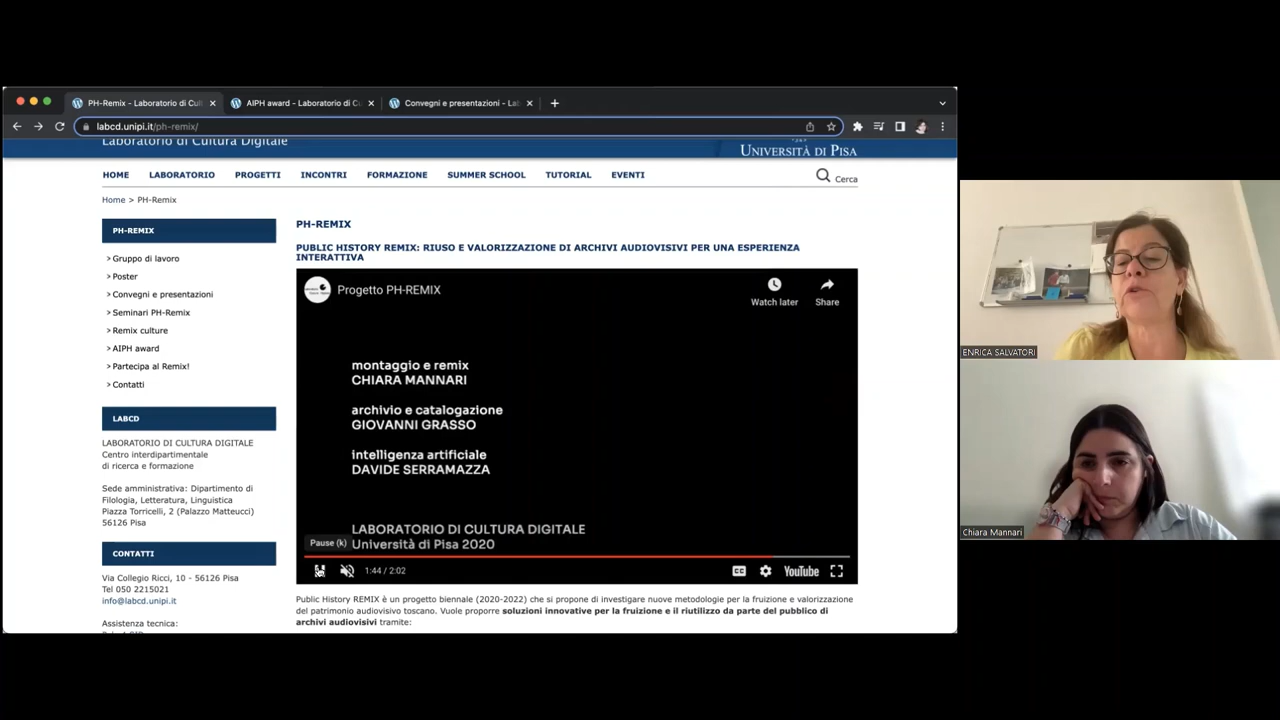 PH-Remix - Laboratorio di Cul
AIPH award - Laboratorio di C
Convegni e presentazioni - La
labcd.unipi.it/ph-remix/
Laboratorio di Cultura Digitale
UNIVERSITÀ DI PISA
HOME LABORATORIO PROGETTI INCONTRI FORMAZIONE SUMMER SCHOOL TUTORIAL EVENTI
Cerca
Home > PH-Remix
PH-REMIX
> Gruppo di lavoro
> Poster
> Convegni e presentazioni
> Seminari PH-Remix
> Remix culture
> AIPH award
> Partecipa al Remix!
> Contatti
LABCD
LABORATORIO DI CULTURA DIGITALE
Centro interdipartimentale
di ricerca e formazione
Sede amministrativa: Dipartimento di
Filologia, Letteratura, Linguistica
Piazza Torricelli, 2 (Palazzo Matteucci)
56126 Pisa
CONTATTI
Via Collegio Ricci, 10 - 56126 Pisa
Tel 050 2215021
info@labcd.unipi.it
Assistenza tecnica:
PH-REMIX
PUBLIC HISTORY REMIX: RIUSO E VALORIZZAZIONE DI ARCHIVI AUDIOVISIVI PER UNA ESPERIENZA
INTERATTIVA
Progetto PH-REMIX
Watch later
Share
montaggio e remix
CHIARA MANNARI
archivio e catalogazione
GIOVANNI GRASSO
intelligenza artificiale
DAVIDE SERRAMAZZA
LABORATORIO DI CULTURA DIGITALE
Università di Pisa 2020
Pause (k)
1:44 / 2:02
CC
YouTube
Public History REMIX è un progetto biennale (2020-2022) che si propone di investigare nuove metodologie per la fruizione e valorizzazione
del patrimonio audiovisivo toscano. Vuole proporre soluzioni innovative per la fruizione e il riutilizzo da parte del pubblico di
archivi audiovisivi tramite:
ENRICA SALVATORI
Chiara Mannari